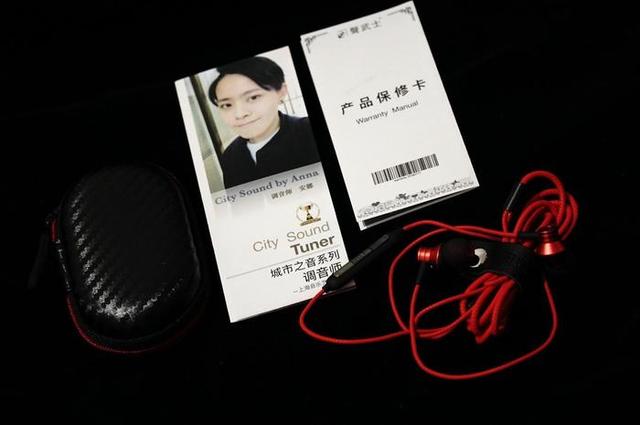 City Sound by Anna
调音师 安娜
City Sound
Tuner
城市之音系列
调音师
聲武士
产品保修卡
Warranty Manual